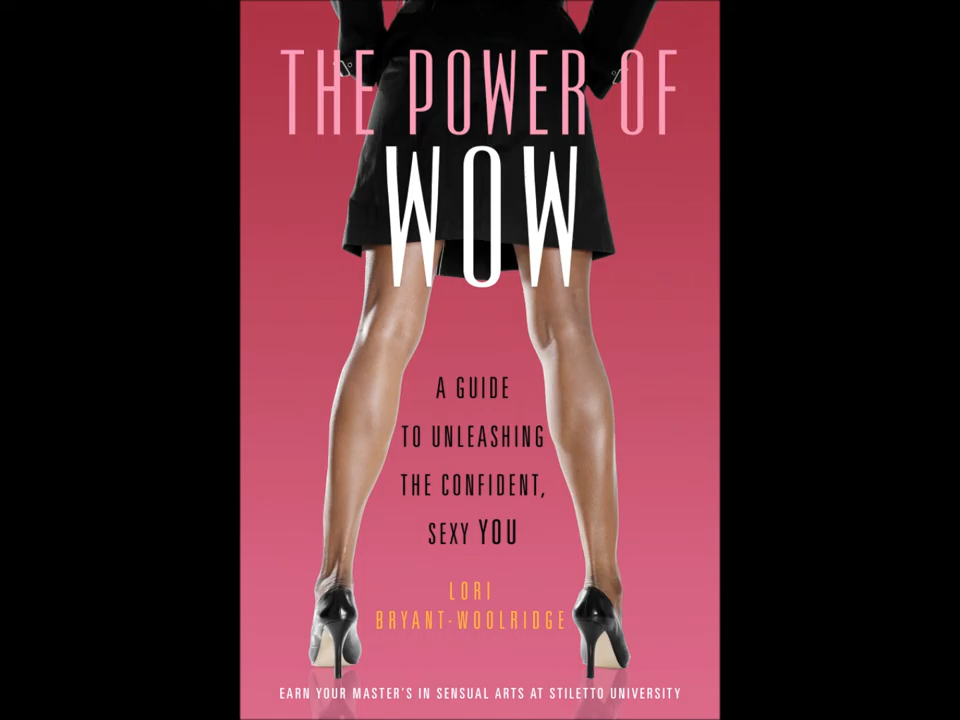 THE POWER OF
WOW
A GUIDE
TO UNLEASHING
THE CONFIDENT,
SEXY YOU
LORI
BRYANT-WOOLRIDGE
EARN YOUR MASTER'S IN SENSUAL ARTS AT STILETTO UNIVERSITY